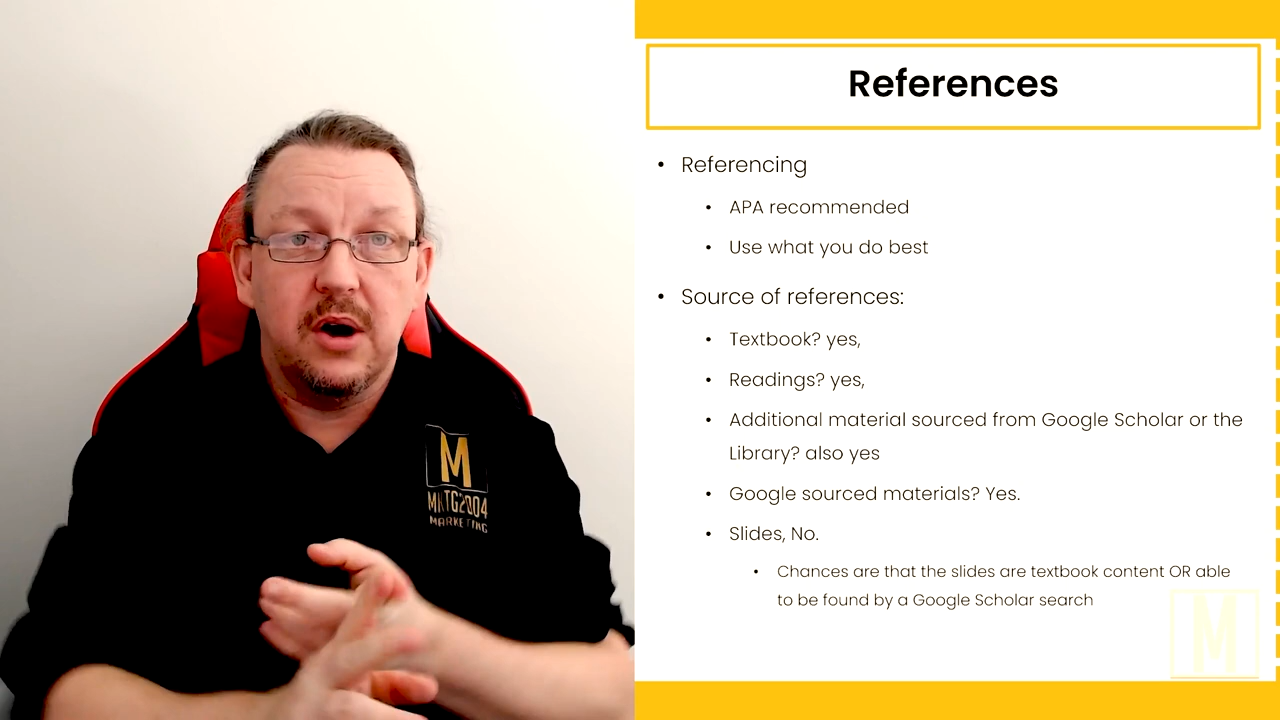 References
• Referencing
• APA recommended
• Use what you do best
• Source of references:
• Textbook? yes,
• Readings? yes,
• Additional material sourced from Google Scholar or the
Library? also yes
• Google sourced materials? Yes.
• Slides, No.
• Chances are that the slides are textbook content OR able
to be found by a Google Scholar search
M
M
MKTG2004
MARKETING